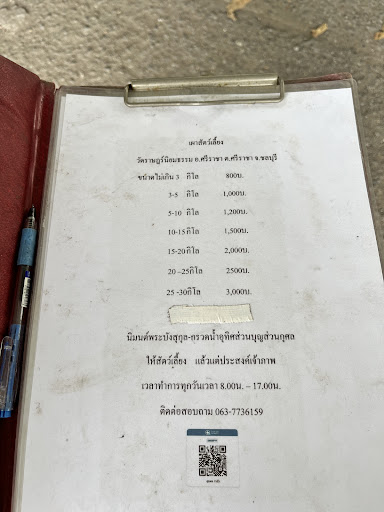 เผาสัตว์เลี้ยง
วัดราษฎร์นิยมธรรม อ.ศรีราชา ต.ศรีราชา จ.ชลบุรี
ขนาดไม่เกิน 3 กิโล 800บ.
3-5 กิโล 1,000บ.
5-10 กิโล 1,200บ.
10-15 กิโล 1,500บ.
15-20 กิโล 2,000บ.
20 -25กิโล 2500บ.
25 -30กิโล 3,000บ.
นิมนต์พระบังสุกุล-กรวดน้ำอุทิศส่วนบุญส่วนกุศล
ให้สัตว์เลี้ยง แล้วแต่ประสงค์เจ้าภาพ
เวลาทำการทุกวันเวลา 8.00น. – 17.00น.
ติดต่อสอบถาม 063-7736159